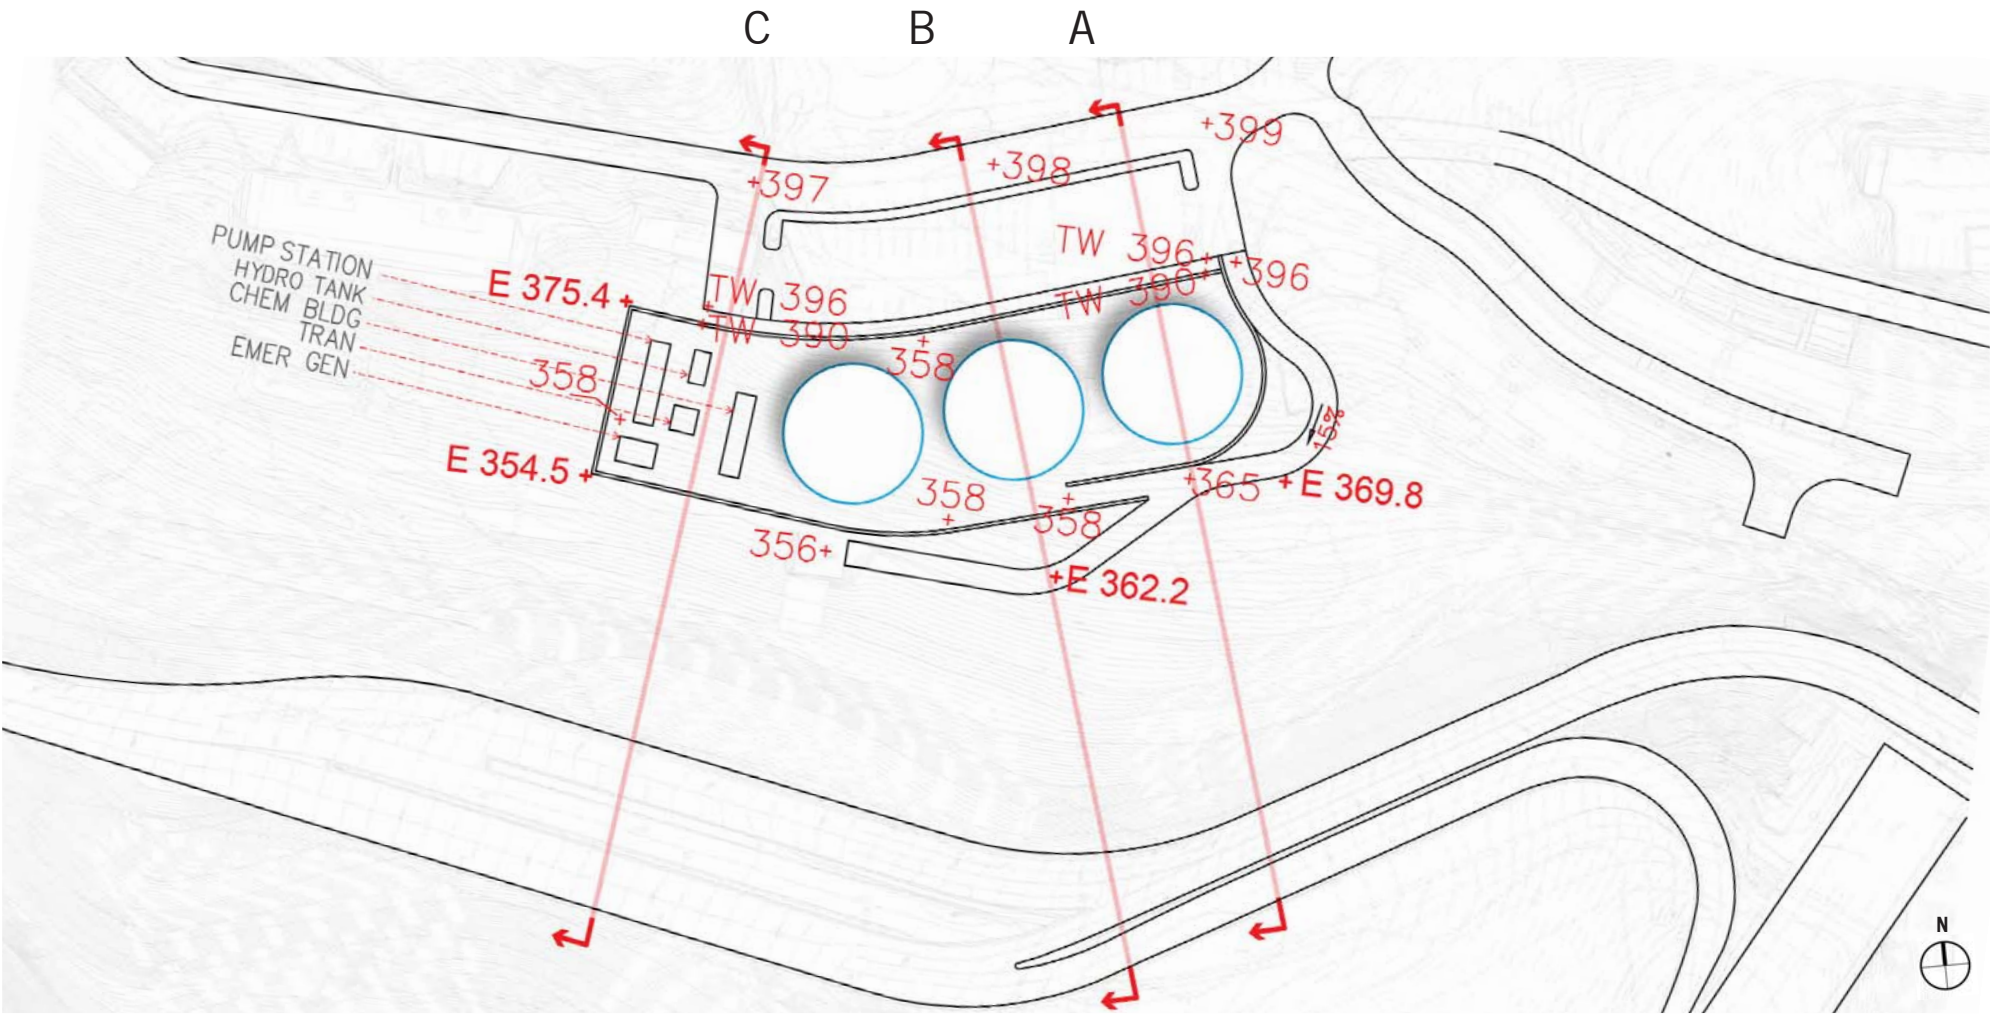 C B A
+399
+398
+397
TW 396+
+396
TW 390+
PUMP STATION
HYDRO TANK
CHEM BLDG
TRAN
EMER GEN
E 375.4 +
TW 396
TW 390
358
358
E 354.5 +
15%
+365
+ E 369.8
358
358
356+
+E 362.2
N